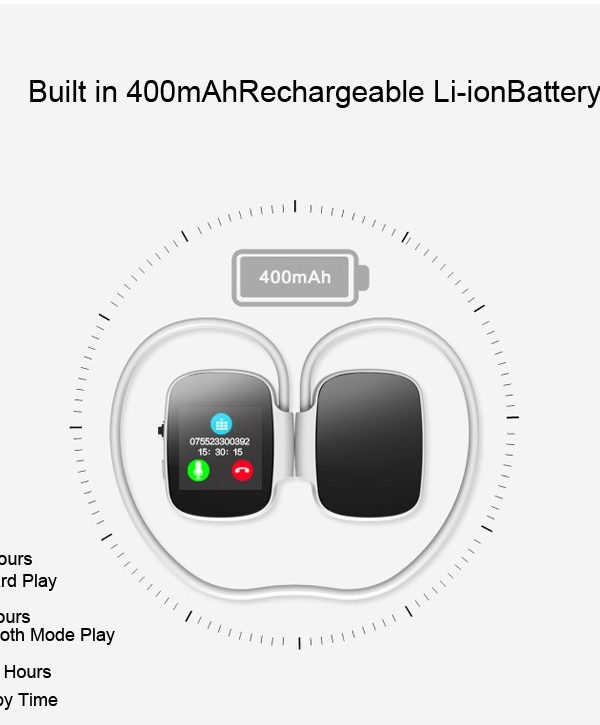 Built in 400mAhRechargeable Li-ionBattery
400mAh
075523300392
15: 30: 15
ours
rd Play
ours
oth Mode Play
Hours
by Time